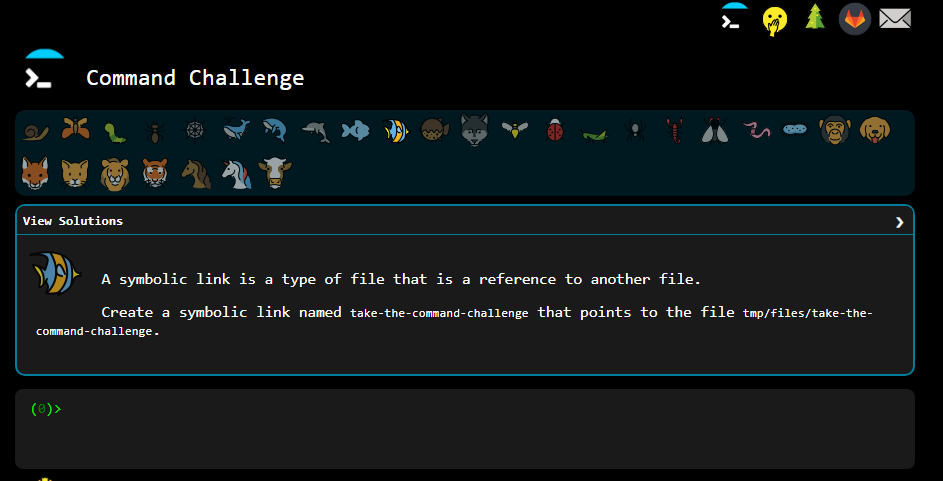 Command Challenge
View Solutions
A symbolic link is a type of file that is a reference to another file.
Create a symbolic link named take-the-command-challenge that points to the file tmp/files/take-the-
command-challenge.
(0)>